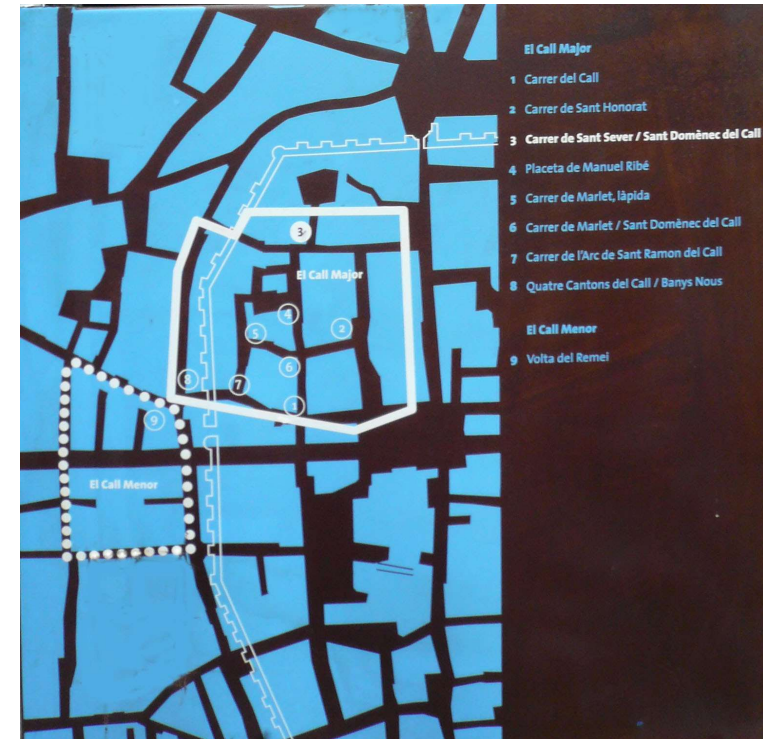 El Call Major
1 Carrer del Call
2 Carrer de Sant Honorat
3 Carrer de Sant Sever / Sant Domènec del Call
4 Placeta de Manuel Ribé
5 Carrer de Marlet, làpida
6 Carrer de Marlet / Sant Domènec del Call
7 Carrer de l'Arc de Sant Ramon del Call
8 Quatre Cantons del Call / Banys Nous
El Call Menor
9 Volta del Remei
3
El Call Major
4
5
2
6
8
7
1
9
El Call Menor